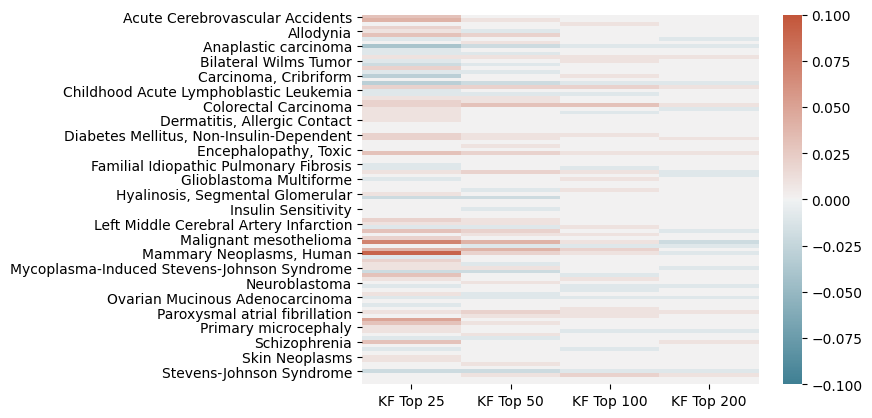 Acute Cerebrovascular Accidents
Allodynia
Anaplastic carcinoma
Bilateral Wilms Tumor
Carcinoma, Cribriform
Childhood Acute Lymphoblastic Leukemia
Colorectal Carcinoma
Dermatitis, Allergic Contact
Diabetes Mellitus, Non-Insulin-Dependent
Encephalopathy, Toxic
Familial Idiopathic Pulmonary Fibrosis
Glioblastoma Multiforme
Hyalinosis, Segmental Glomerular
Insulin Sensitivity
Left Middle Cerebral Artery Infarction
Malignant mesothelioma
Mammary Neoplasms, Human
Mycoplasma-Induced Stevens-Johnson Syndrome
Neuroblastoma
Ovarian Mucinous Adenocarcinoma
Paroxysmal atrial fibrillation
Primary microcephaly
Schizophrenia
Skin Neoplasms
Stevens-Johnson Syndrome
KF Top 25 KF Top 50 KF Top 100 KF Top 200
0.100
0.075
0.050
0.025
0.000
−0.025
−0.050
−0.075
−0.100